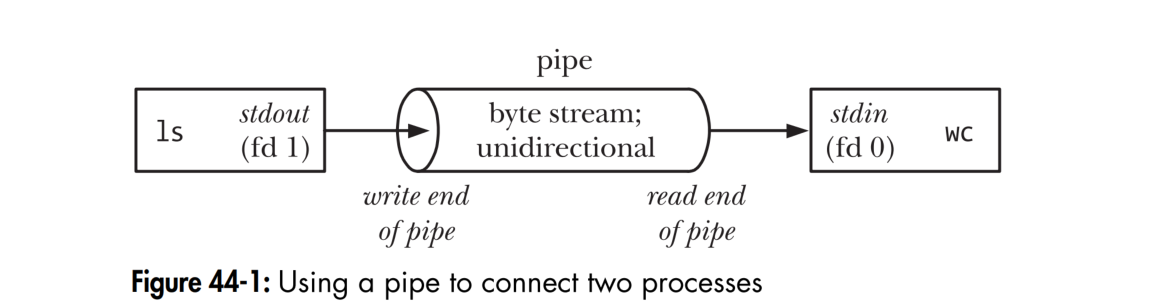 pipe
ls
stdout
(fd 1)
byte stream;
unidirectional
stdin
(fd 0)
wc
write end
of pipe
read end
of pipe
Figure 44-1: Using a pipe to connect two processes